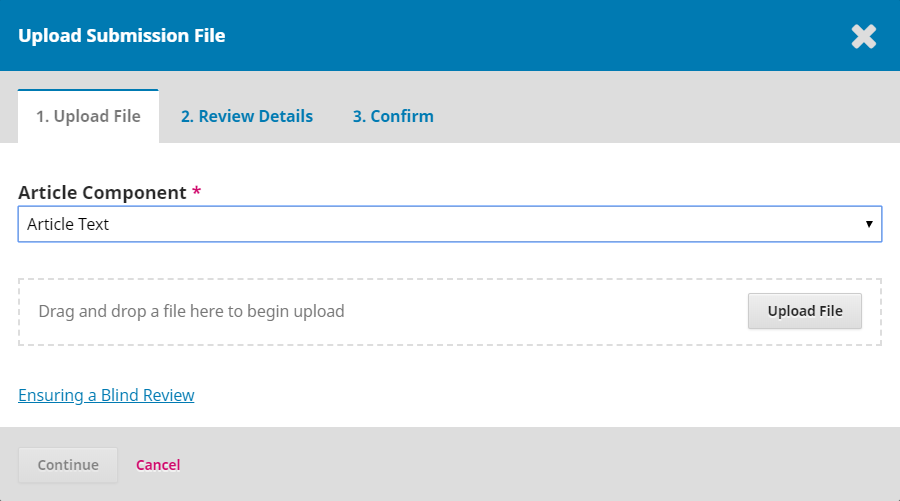 Upload Submission File
1. Upload File 2. Review Details 3. Confirm
Article Component *
Article Text
Drag and drop a file here to begin upload Upload File
Ensuring a Blind Review
Continue Cancel